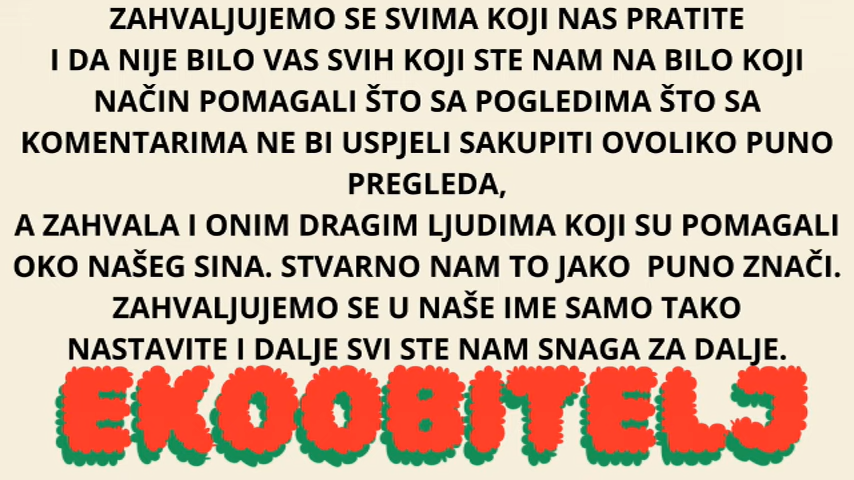 ZAHVALJUJEMO SE SVIMA KOJI NAS PRATITE
I DA NIJE BILO VAS SVIH KOJI STE NAM NA BILO KOJI
NAČIN POMAGALI ŠTO SA POGLEDIMA ŠTO SA
KOMENTARIMA NE BI USPJELI SAKUPITI OVOLIKO PUNO
PREGLEDA,
A ZAHVALA I ONIM DRAGIM LJUDIMA KOJI SU POMAGALI
OKO NAŠEG SINA. STVARNO NAM TO JAKO  PUNO ZNAČI.
ZAHVALJUJEMO SE U NAŠE IME SAMO TAKO
NASTAVITE I DALJE SVI STE NAM SNAGA ZA DALJE.
EKOOBITELJ